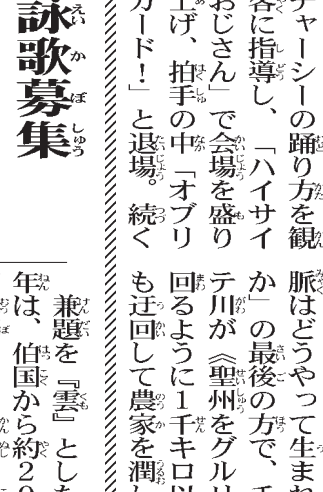 チャーシーの踊り方を観
客に指導し、「ハイサイ
おじさん」で会場を盛り
上げ、拍手の中「オブリ
ガード！」と退場。続く
脈はどうやって生まれ
か」の最後の方で、チ
テ川が《聖州をグルリ
回るように１千キロ以
も迂回して農家を潤し
詠歌募集
兼題を『雲』とした
年は、伯国から約２０